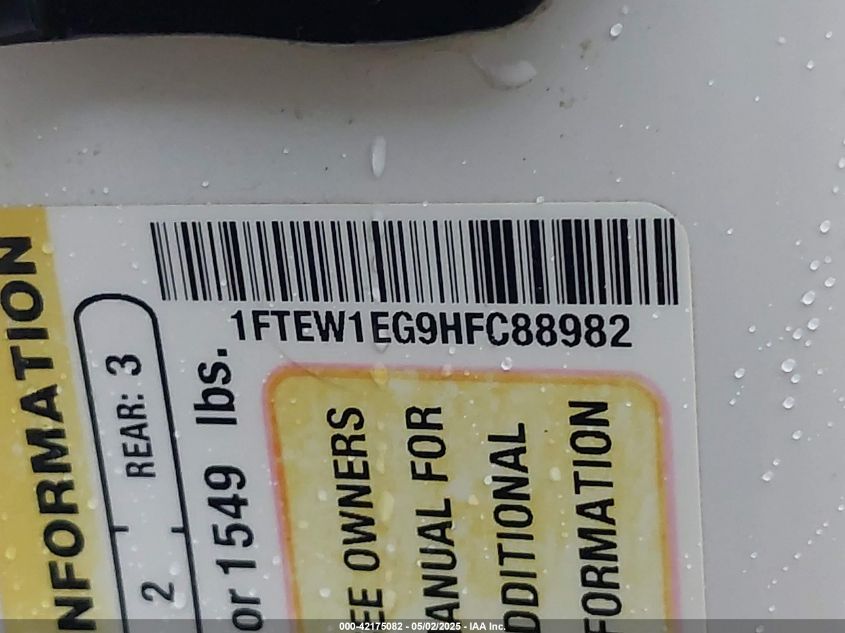 1FTEW1EG9HFC88982
NFORMATION
2 REAR: 3
or 1549 lbs.
EE OWNERS
ANUAL FOR
DDITIONAL
FORMATION
000-42175082 - 05/02/2025 - IAA Inc.